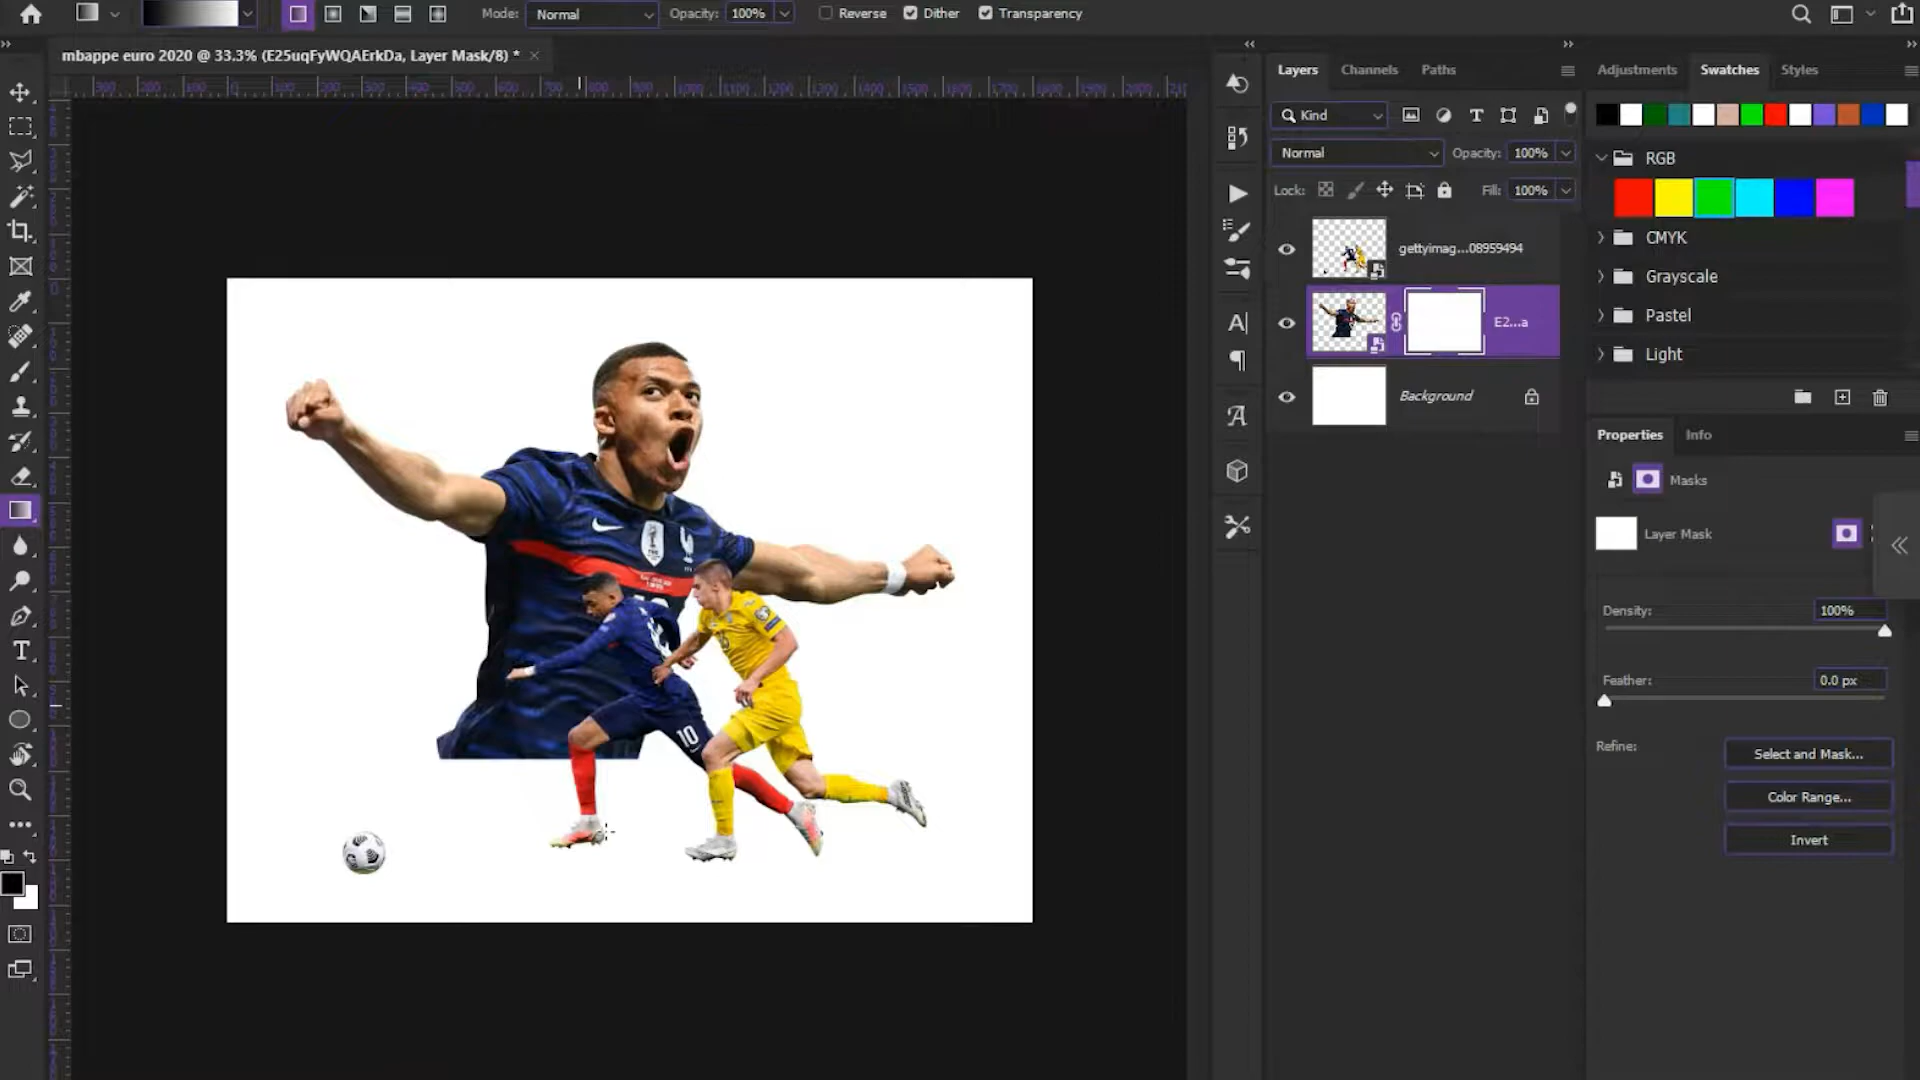 Mode: Normal Opacity: 100% Reverse Dither Transparency
mbappe euro 2020 @ 33.3% (E25uqFyWQAErkDa, Layer Mask/8) * ×
Layers Channels Paths
Adjustments Swatches Styles
Kind
Normal Opacity: 100%
RGB
Lock: Fill: 100%
gettyimag...08959494
CMYK
Grayscale
E2...a
Pastel
Light
Background
Properties Info
Masks
Layer Mask
Density: 100%
Feather: 0.0 px
Refine: Select and Mask...
Color Range...
Invert
10